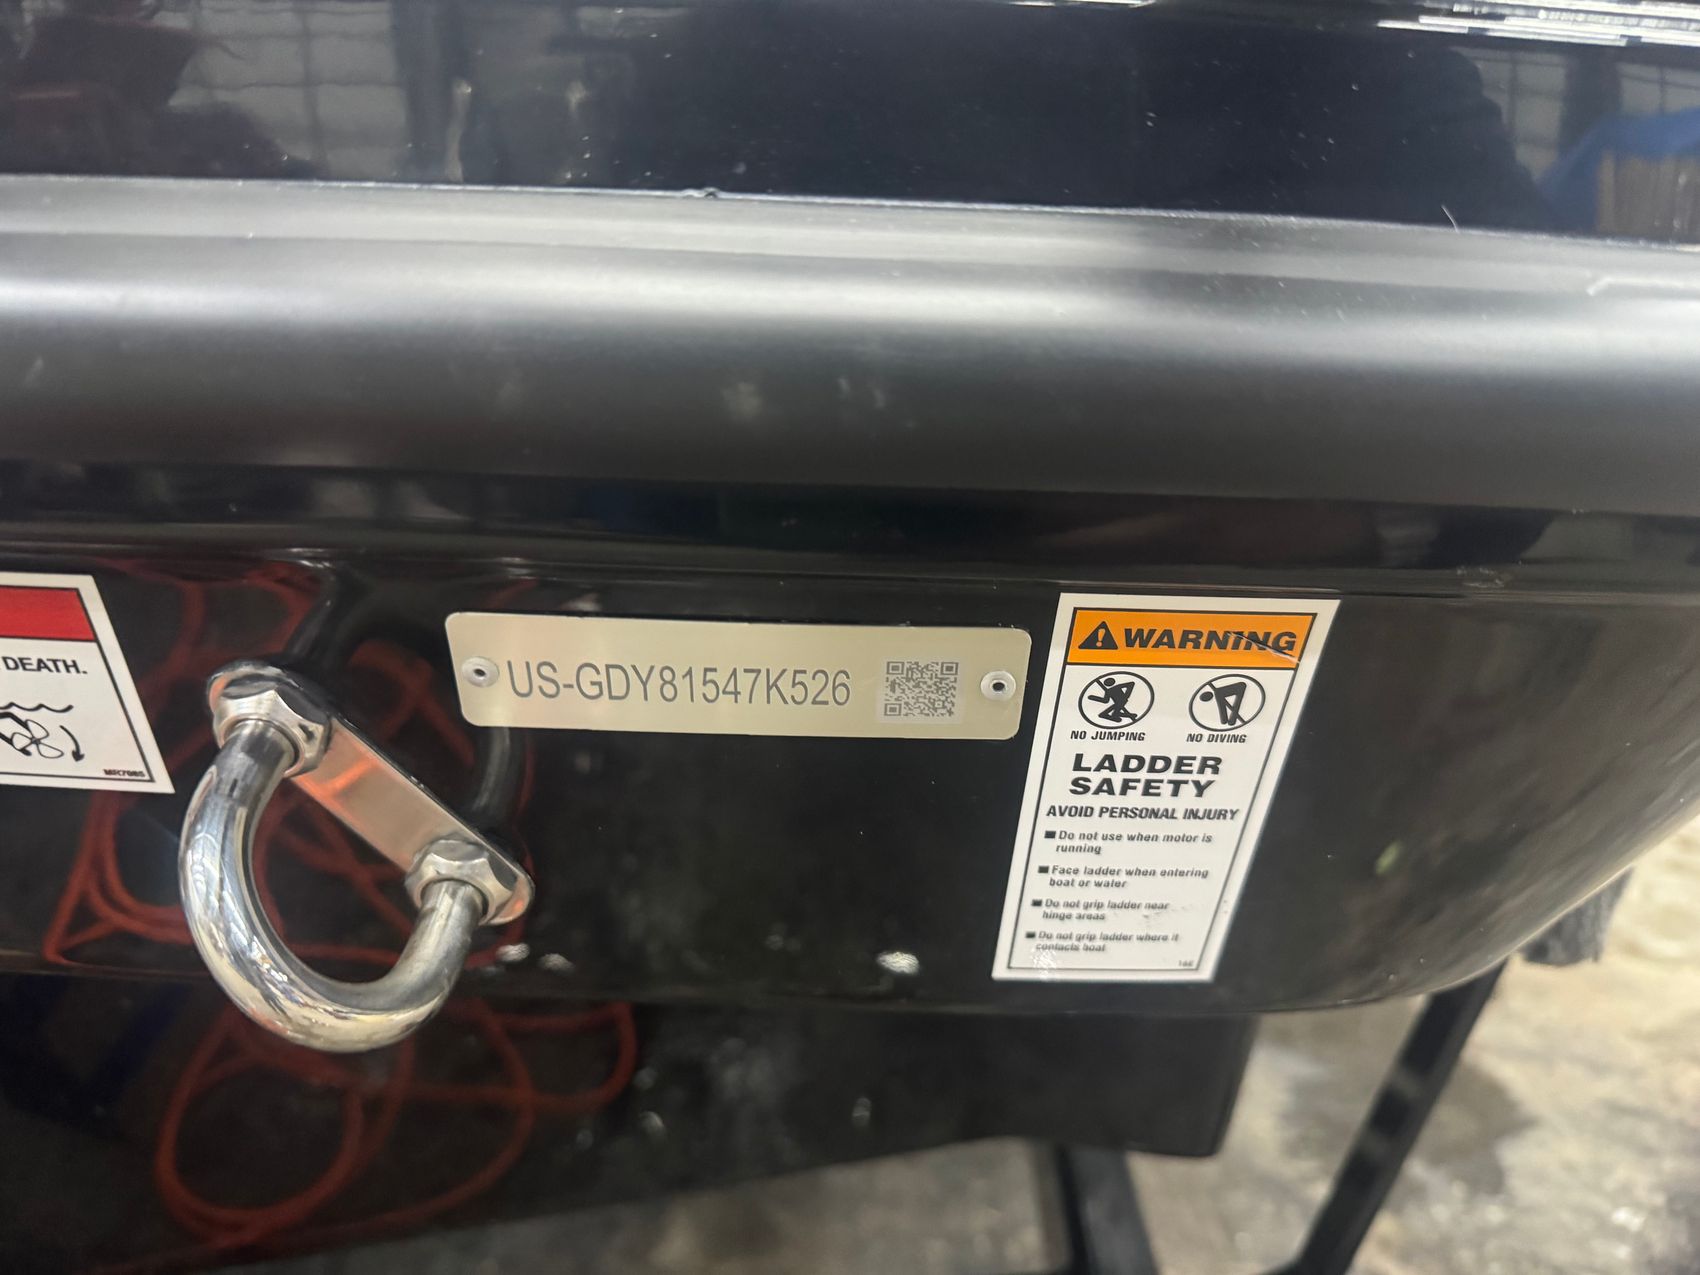 DEATH.
MK7085
US-GDY81547K526
WARNING
NO JUMPING NO DIVING
LADDER
SAFETY
AVOID PERSONAL INJURY
Do not use when motor is
running
Face ladder when entering
boat or water
Do not grip ladder near
hinge areas
Do not grip ladder where it
contacts boat